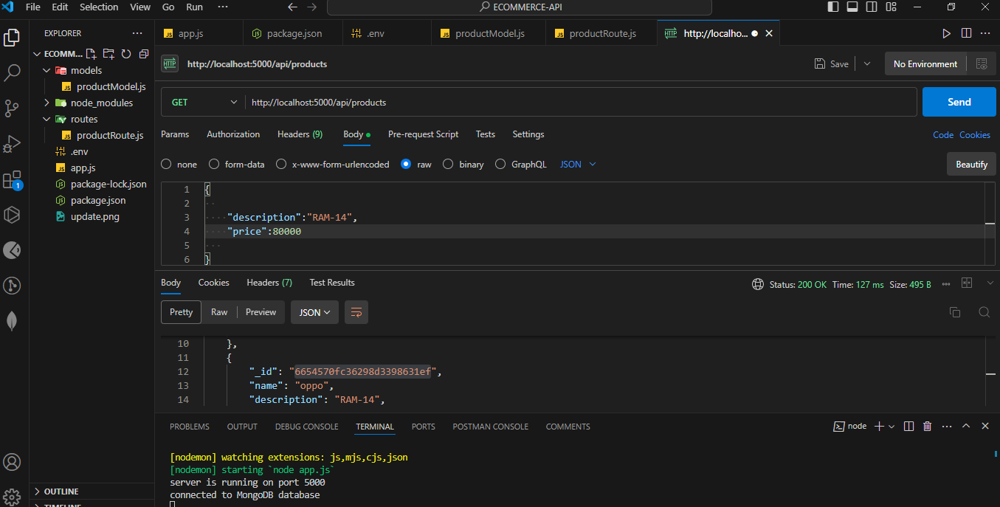 File Edit Selection View Go Run ··· ECOMMERCE-API
EXPLORER ···
ECOMM...
models
productModel.js
node_modules
routes
productRoute.js
.env
app.js
package-lock.json
package.json
update.png
OUTLINE
TIMELINE
1
app.js package.json .env productModel.js productRoute.js http://localho...
HTTP http://localhost:5000/api/products Save No Environment
GET http://localhost:5000/api/products Send
Params Authorization Headers (9) Body Pre-request Script Tests Settings Code Cookies
none form-data x-www-form-urlencoded raw binary GraphQL JSON Beautify
1 {
2
3 "description":"RAM-14",
4 "price":80000
5
6 }
Body Cookies Headers (7) Test Results Status: 200 OK Time: 127 ms Size: 495 B
Pretty Raw Preview JSON
10 },
11 {
12 "_id": "6654570fc36298d3398631ef",
13 "name": "oppo",
14 "description": "RAM-14",
PROBLEMS OUTPUT DEBUG CONSOLE TERMINAL PORTS POSTMAN CONSOLE COMMENTS node
[nodemon] watching extensions: js,mjs,cjs,json
[nodemon] starting `node app.js`
server is running on port 5000
connected to MongoDB database